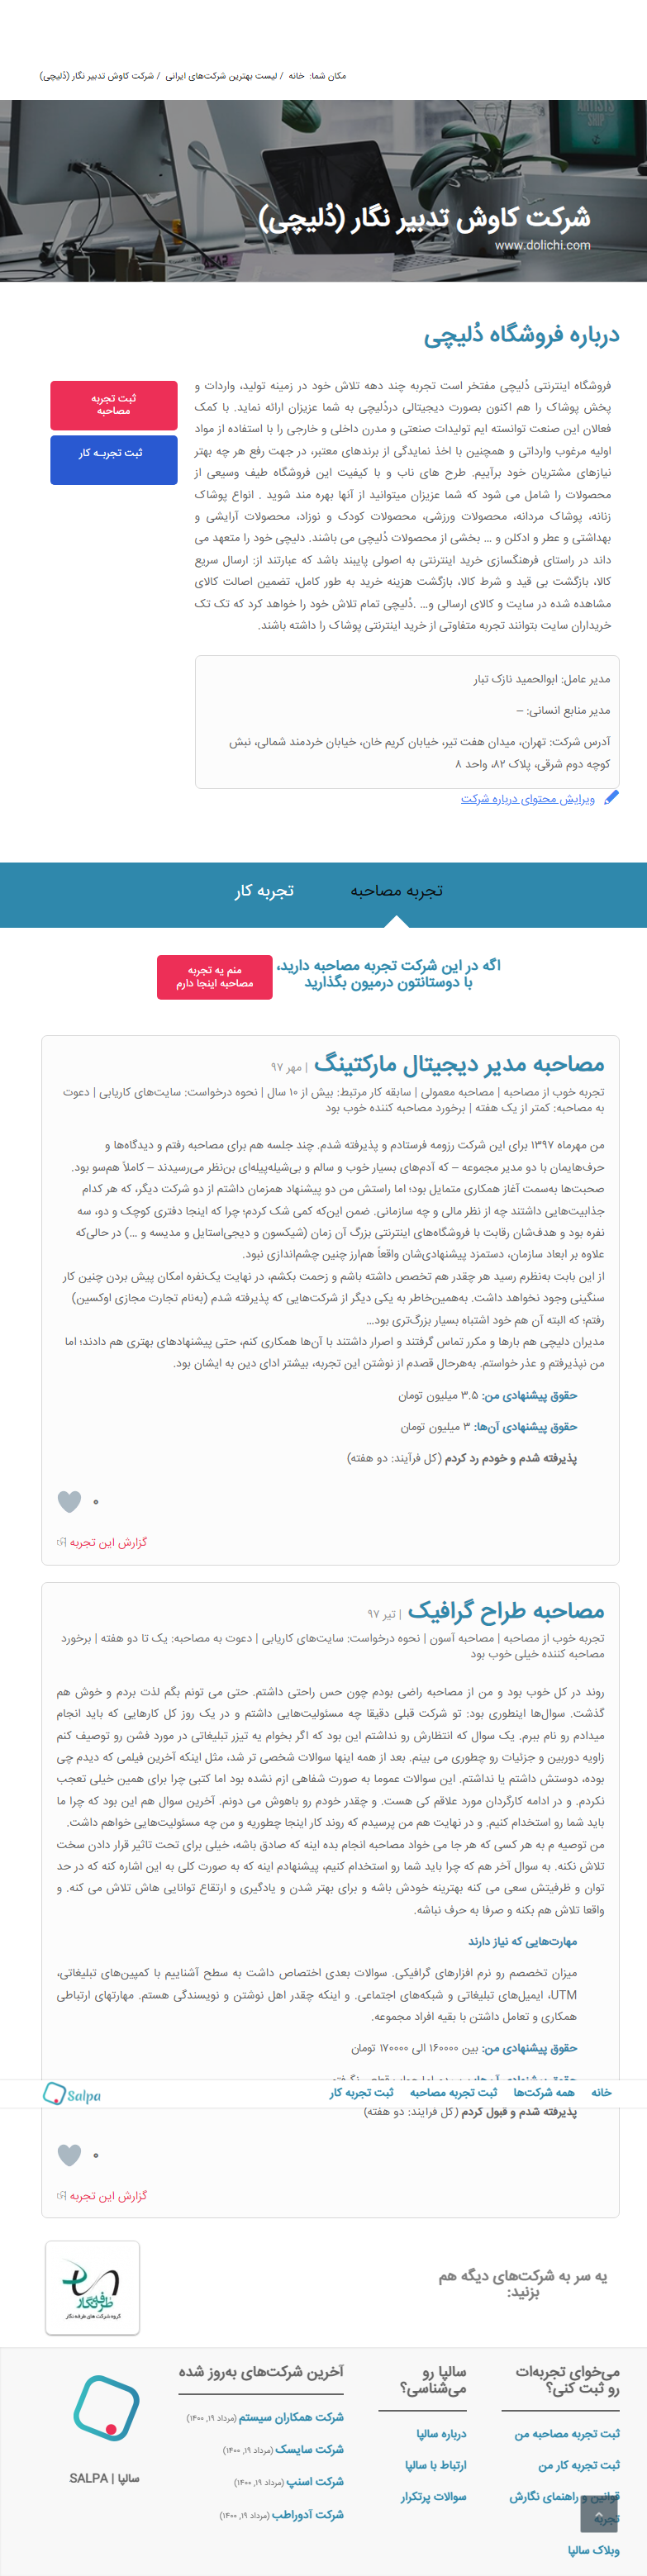 مکان شما: خانه / لیست بهترین شرکت‌های ایرانی / شرکت کاوش تدبیر نگار (دُلیچی)
شرکت کاوش تدبیر نگار (دُلیچی)
www.dolichi.com
درباره فروشگاه دُلیچی
فروشگاه اینترنتی دُلیچی مفتخر است تجربه چند دهه تلاش خود در زمینه تولید، واردات و
پخش پوشاک را هم اکنون بصورت دیجیتالی دردُلیچی به شما عزیزان ارائه نماید. با کمک
فعالان این صنعت توانسته ایم تولیدات صنعتی و مدرن داخلی و خارجی را با استفاده از مواد
اولیه مرغوب وارداتی و همچنین با اخذ نمایندگی از برندهای معتبر، در جهت رفع هر چه بهتر
نیازهای مشتریان خود برآییم. طرح های ناب و با کیفیت این فروشگاه طیف وسیعی از
محصولات را شامل می شود که شما عزیزان میتوانید از آنها بهره مند شوید . انواع پوشاک
زنانه، پوشاک مردانه، محصولات ورزشی، محصولات کودک و نوزاد، محصولات آرایشی و
بهداشتی و عطر و ادکلن و ... بخشی از محصولات دُلیچی می باشند. دلیچی خود را متعهد می
داند در راستای فرهنگسازی خرید اینترنتی به اصولی پایبند باشد که عبارتند از: ارسال سریع
کالا، بازگشت بی قید و شرط کالا، بازگشت هزینه خرید به طور کامل، تضمین اصالت کالای
مشاهده شده در سایت و کالای ارسالی و… .دُلیچی تمام تلاش خود را خواهد کرد که تک تک
خریداران سایت بتوانند تجربه متفاوتی از خرید اینترنتی پوشاک را داشته باشند.
ثبت تجربه
مصاحبه
ثبت تجربـه کار
مدیر عامل: ابوالحمید نازک تبار
مدیر منابع انسانی: –
آدرس شرکت: تهران، میدان هفت تیر، خیابان کریم خان، خیابان خردمند شمالی، نبش
کوچه دوم شرقی، پلاک ۸۲، واحد ۸
ویرایش محتوای درباره شرکت
تجربه مصاحبه
تجربه کار
اگه در این شرکت تجربه مصاحبه دارید،
با دوستانتون درمیون بگذارید
منم یه تجربه
مصاحبه اینجا دارم
مصاحبه مدیر دیجیتال مارکتینگ | مهر ۹۷
تجربه خوب از مصاحبه | مصاحبه معمولی | سابقه کار مرتبط: بیش از ۱۰ سال | نحوه درخواست: سایت‌های کاریابی | دعوت
به مصاحبه: کمتر از یک هفته | برخورد مصاحبه کننده خوب بود
من مهرماه ۱۳۹۷ برای این شرکت رزومه فرستادم و پذیرفته شدم. چند جلسه هم برای مصاحبه رفتم و دیدگاه‌ها و
حرف‌هایمان با دو مدیر مجموعه – که آدم‌های بسیار خوب و سالم و بی‌شیله‌پیله‌ای بن‌نظر می‌رسیدند – کاملاً هم‌سو بود.
صحبت‌ها به‌سمت آغاز همکاری متمایل بود؛ اما راستش من دو پیشنهاد همزمان داشتم از دو شرکت دیگر، که هر کدام
جذابیت‌هایی داشتند چه از نظر مالی و چه سازمانی. ضمن این‌که کمی شک کردم؛ چرا که اینجا دفتری کوچک و دو، سه
نفره بود و هدف‌شان رقابت با فروشگاه‌های اینترنتی بزرگ آن زمان (شیکسون و دیجی‌استایل و مدیسه و …) در حالی‌که
علاوه بر ابعاد سازمان، دستمزد پیشنهادی‌شان واقعاً هم‌ارز چنین چشم‌اندازی نبود.
از این بابت به‌نظرم رسید هر چقدر هم تخصص داشته باشم و زحمت بکشم، در نهایت یک‌نفره امکان پیش بردن چنین کار
سنگینی وجود نخواهد داشت. به‌همین‌خاطر به یکی دیگر از شرکت‌هایی که پذیرفته شدم (به‌نام تجارت مجازی اوکسین)
رفتم؛ که البته آن هم خود اشتباه بسیار بزرگ‌تری بود…
مدیران دلیچی هم بارها و مکرر تماس گرفتند و اصرار داشتند با آن‌ها همکاری کنم، حتی پیشنهادهای بهتری هم دادند؛ اما
من نپذیرفتم و عذر خواستم. به‌هرحال قصدم از نوشتن این تجربه، بیشتر ادای دین به ایشان بود.
حقوق پیشنهادی من: ۳.۵ میلیون تومان
حقوق پیشنهادی آن‌ها: ۳ میلیون تومان
پذیرفته شدم و خودم رد کردم (کل فرآیند: دو هفته)
۰
گزارش این تجربه
مصاحبه طراح گرافیک | تیر ۹۷
تجربه خوب از مصاحبه | مصاحبه آسون | نحوه درخواست: سایت‌های کاریابی | دعوت به مصاحبه: یک تا دو هفته | برخورد
مصاحبه کننده خیلی خوب بود
روند در کل خوب بود و من از مصاحبه راضی بودم چون حس راحتی داشتم. حتی می تونم بگم لذت بردم و خوش هم
گذشت. سوال‌ها اینطوری بود: تو شرکت قبلی دقیقا چه مسئولیت‌هایی داشتم و در یک روز کل کارهایی که باید انجام
میدادم رو نام ببرم. یک سوال که انتظارش رو نداشتم این بود که اگر بخوام یه تیزر تبلیغاتی در مورد فشن رو توصیف کنم
زاویه دوربین و جزئیات رو چطوری می بینم. بعد از همه اینها سوالات شخصی تر شد، مثل اینکه آخرین فیلمی که دیدم چی
بوده، دوستش داشتم یا نداشتم. این سوالات عموما به صورت شفاهی ازم نشده بود اما کتبی چرا برای همین خیلی تعجب
نکردم. و در ادامه کارگردان مورد علاقم کی هست. و چقدر خودم رو باهوش می دونم. آخرین سوال هم این بود که چرا ما
باید شما رو استخدام کنیم. و در نهایت هم من پرسیدم که روند کار اینجا چطوریه و من چه مسئولیت‌هایی خواهم داشت.
من توصیه م به هر کسی که هر جا می خواد مصاحبه انجام بده اینه که صادق باشه، خیلی برای تحت تاثیر قرار دادن سخت
تلاش نکنه. به سوال آخر هم که چرا باید شما رو استخدام کنیم، پیشنهادم اینه که به صورت کلی به این اشاره کنه که در حد
توان و ظرفیتش سعی می کنه بهترینه خودش باشه و برای بهتر شدن و یادگیری و ارتقاع توانایی هاش تلاش می کنه. و
واقعا تلاش هم بکنه و صرفا به حرف نباشه.
مهارت‌هایی که نیاز دارند
میزان تخصصم رو نرم افزارهای گرافیکی. سوالات بعدی اختصاص داشت به سطح آشناییم با کمپین‌های تبلیغاتی،
UTM، ایمیل‌های تبلیغاتی و شبکه‌های اجتماعی. و اینکه چقدر اهل نوشتن و نویسندگی هستم. مهارتهای ارتباطی
همکاری و تعامل داشتن با بقیه افراد مجموعه.
حقوق پیشنهادی من: بین ۱۶۰۰۰۰ الی ۱۷۰۰۰۰ تومان
خانه
همه شرکت‌ها
ثبت تجربه مصاحبه
ثبت تجربه کار
Salpa
پذیرفته شدم و قبول کردم (کل فرآیند: دو هفته)
۰
گزارش این تجربه
یه سر به شرکت‌های دیگه هم
بزنید:
طرفه‌نگار
گروه شرکت های طرفه نگار
می‌خوای تجربه‌ات
رو ثبت کنی؟
ثبت تجربه مصاحبه من
ثبت تجربه کار من
قوانین و راهنمای نگارش
تجربه
وبلاگ سالپا
سالپا رو
می‌شناسی؟
درباره سالپا
ارتباط با سالپا
سوالات پرتکرار
آخرین شرکت‌های به‌روز شده
شرکت همکاران سیستم (مرداد ۱۹, ۱۴۰۰)
شرکت سایسک (مرداد ۱۹, ۱۴۰۰)
شرکت اسنپ (مرداد ۱۹, ۱۴۰۰)
شرکت آدوراطب (مرداد ۱۹, ۱۴۰۰)
سالپا | SALPA